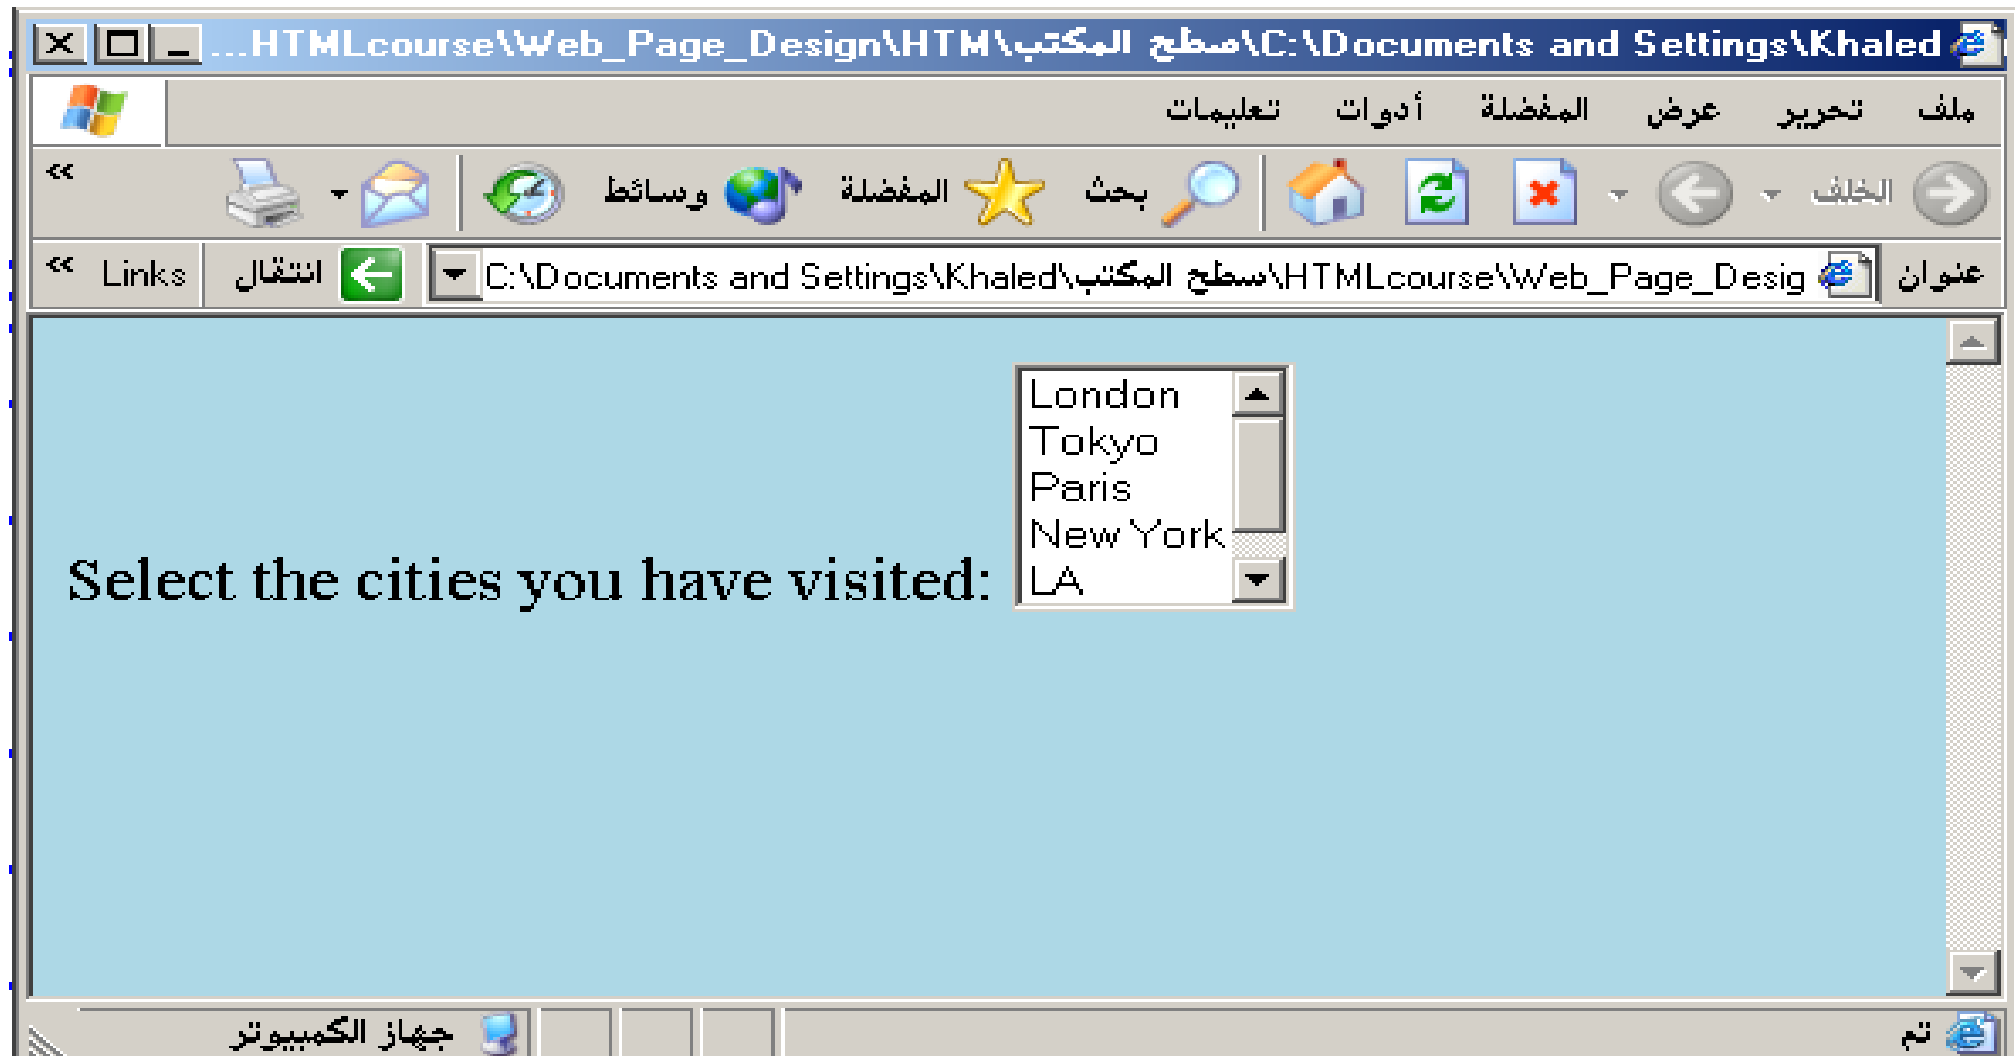 C:\Documents and Settings\Khaled\سطح المكتب\HTMLcourse\Web_Page_Design\HTM...
ملف تحرير عرض المفضلة أدوات تعليمات
الخلف بحث المفضلة وسائط »
عنوان C:\Documents and Settings\Khaled\سطح المكتب\HTMLcourse\Web_Page_Desig انتقال Links »
London
Tokyo
Paris
New York
Select the cities you have visited: LA
تم جهاز الكمبيوتر